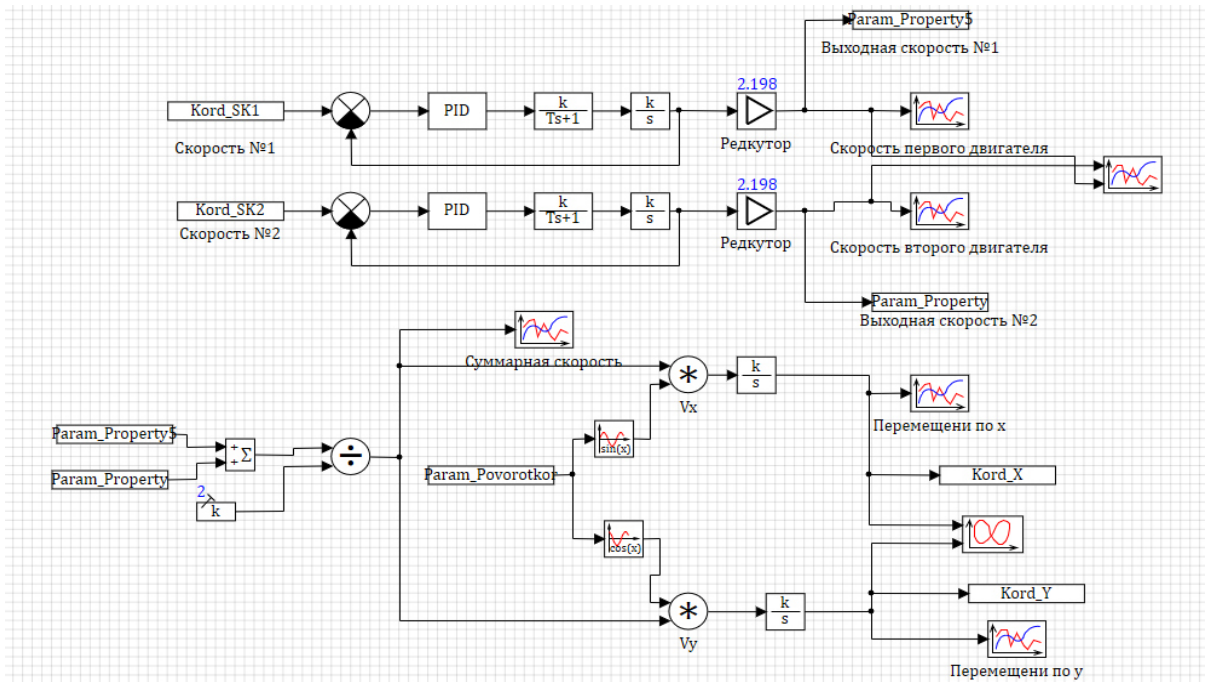 Param_Property5
Выходная скорость №1
2.198
Kord_SK1
PID
k
Ts+1
k
s
Скорость №1
Редкутор
Скорость первого двигателя
2.198
Kord_SK2
PID
k
Ts+1
k
s
Скорость №2
Редкутор
Скорость второго двигателя
Param_Property
Выходная скорость №2
Суммарная скорость
*
k
s
Vx
Перемещени по x
Param_Property5
+
+
Σ
÷
sin(x)
Param_Property
Param_Povorotkor
Kord_X
2
k
cos(x)
Kord_Y
*
k
s
Vy
Перемещени по y